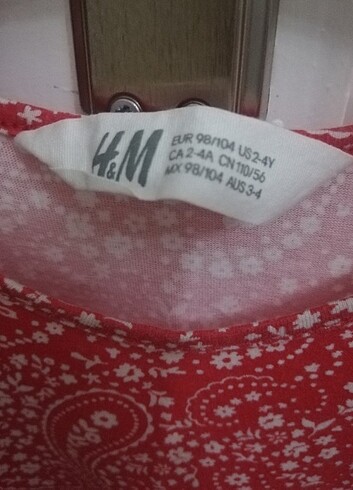 H&M
EUR 98/104 US 2-4Y
CA 2-4A CN 110/56
MX 98/104 AUS 3-4